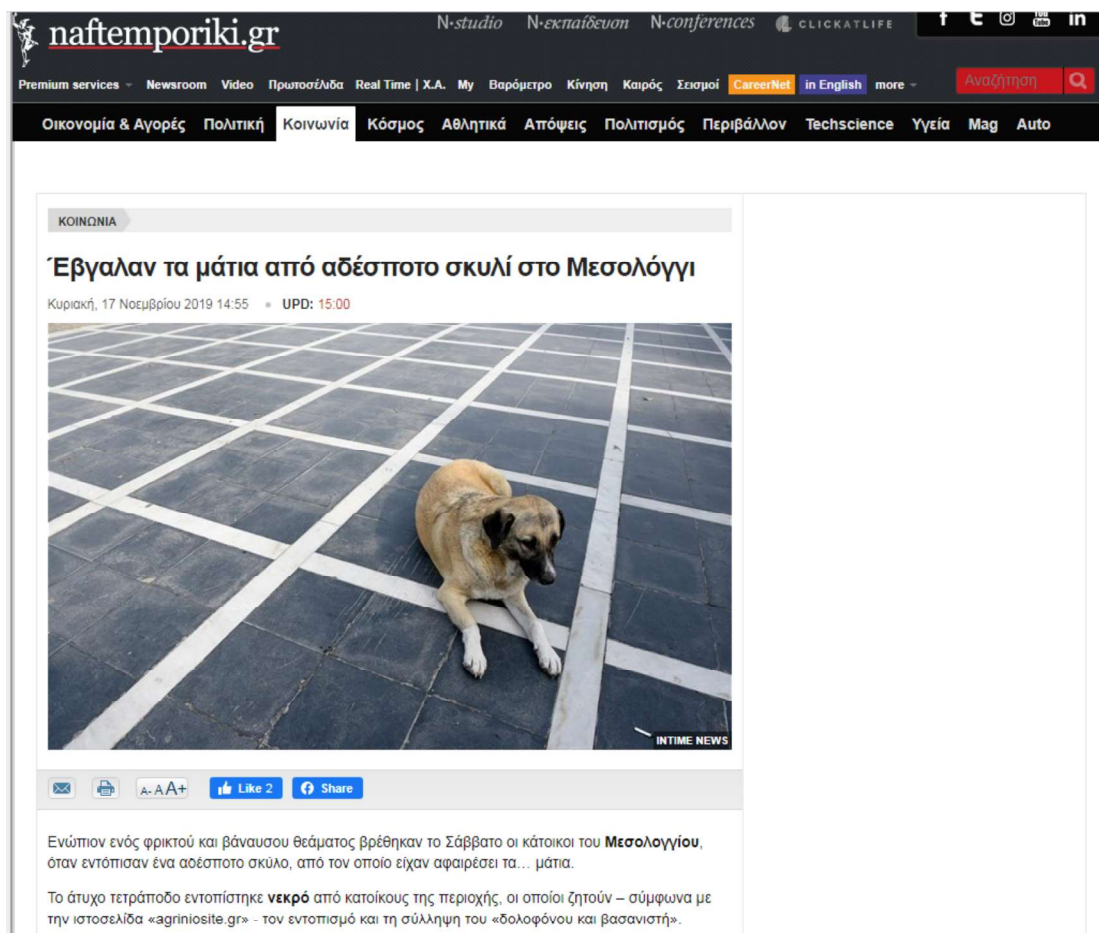 naftemporiki.gr
N•studio N•εκπαίδευση N•conferences CLICKATLIFE
Premium services Newsroom Video Πρωτοσέλιδα Real Time | Χ.Α. My Βαρόμετρο Κίνηση Καιρός Σεισμοί CareerNet in English more Αναζήτηση
Οικονομία & Αγορές Πολιτική Κοινωνία Κόσμος Αθλητικά Απόψεις Πολιτισμός Περιβάλλον Techscience Υγεία Mag Auto
ΚΟΙΝΩΝΙΑ
Έβγαλαν τα μάτια από αδέσποτο σκυλί στο Μεσολόγγι
Κυριακή, 17 Νοεμβρίου 2019 14:55 UPD: 15:00
INTIME NEWS
A- A A+ Like 2 Share
Ενώπιον ενός φρικτού και βάναυσου θεάματος βρέθηκαν το Σάββατο οι κάτοικοι του Μεσολογγίου,
όταν εντόπισαν ένα αδέσποτο σκύλο, από τον οποίο είχαν αφαιρέσει τα… μάτια.
Το άτυχο τετράποδο εντοπίστηκε νεκρό από κατοίκους της περιοχής, οι οποίοι ζητούν – σύμφωνα με
την ιστοσελίδα «agriniosite.gr» - τον εντοπισμό και τη σύλληψη του «δολοφόνου και βασανιστή».